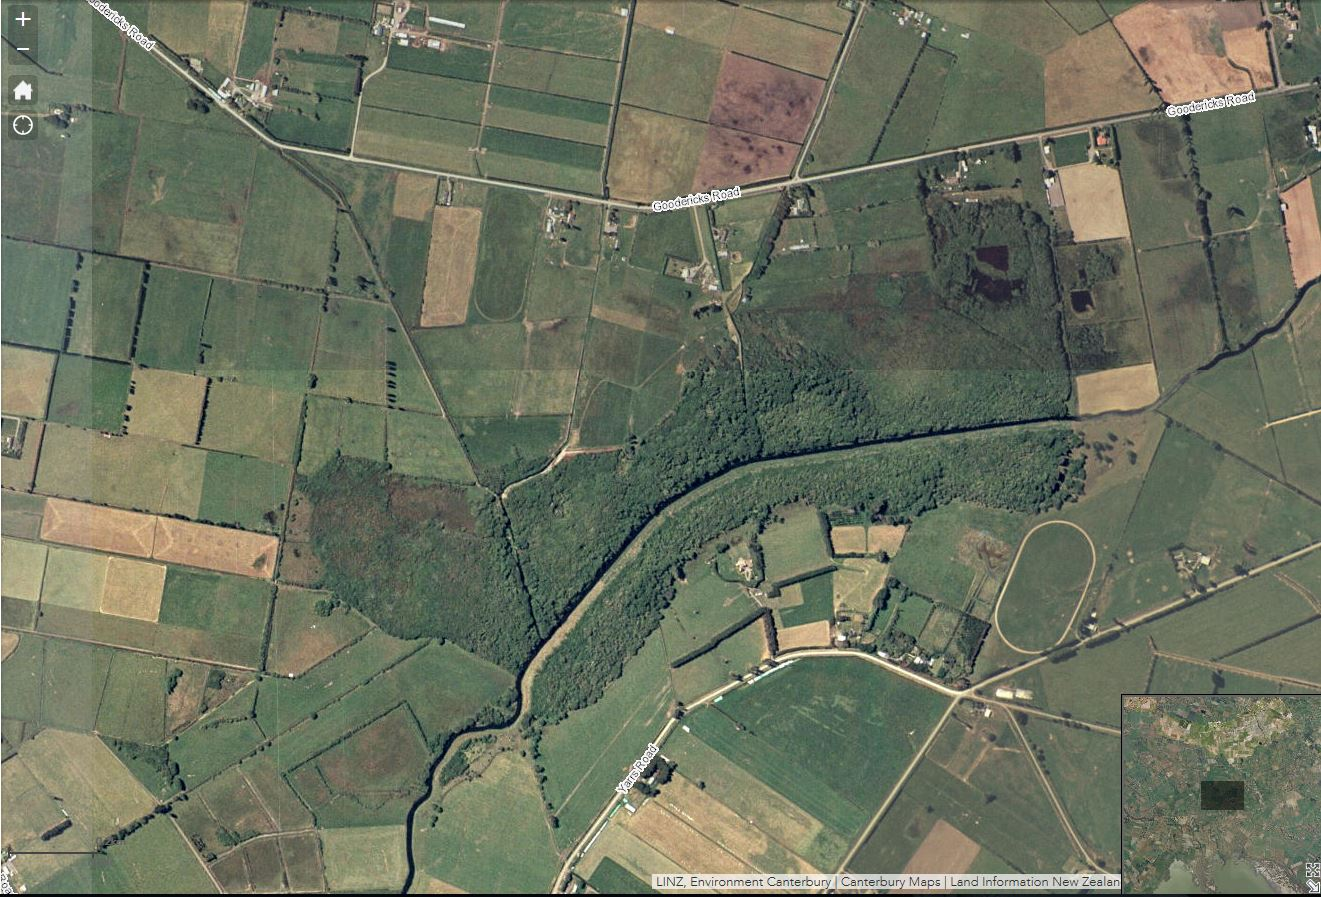 Goodericks Road
Goodericks Road
Goodericks Road
Yarrs Road
LINZ, Environment Canterbury | Canterbury Maps | Land Information New Zealan